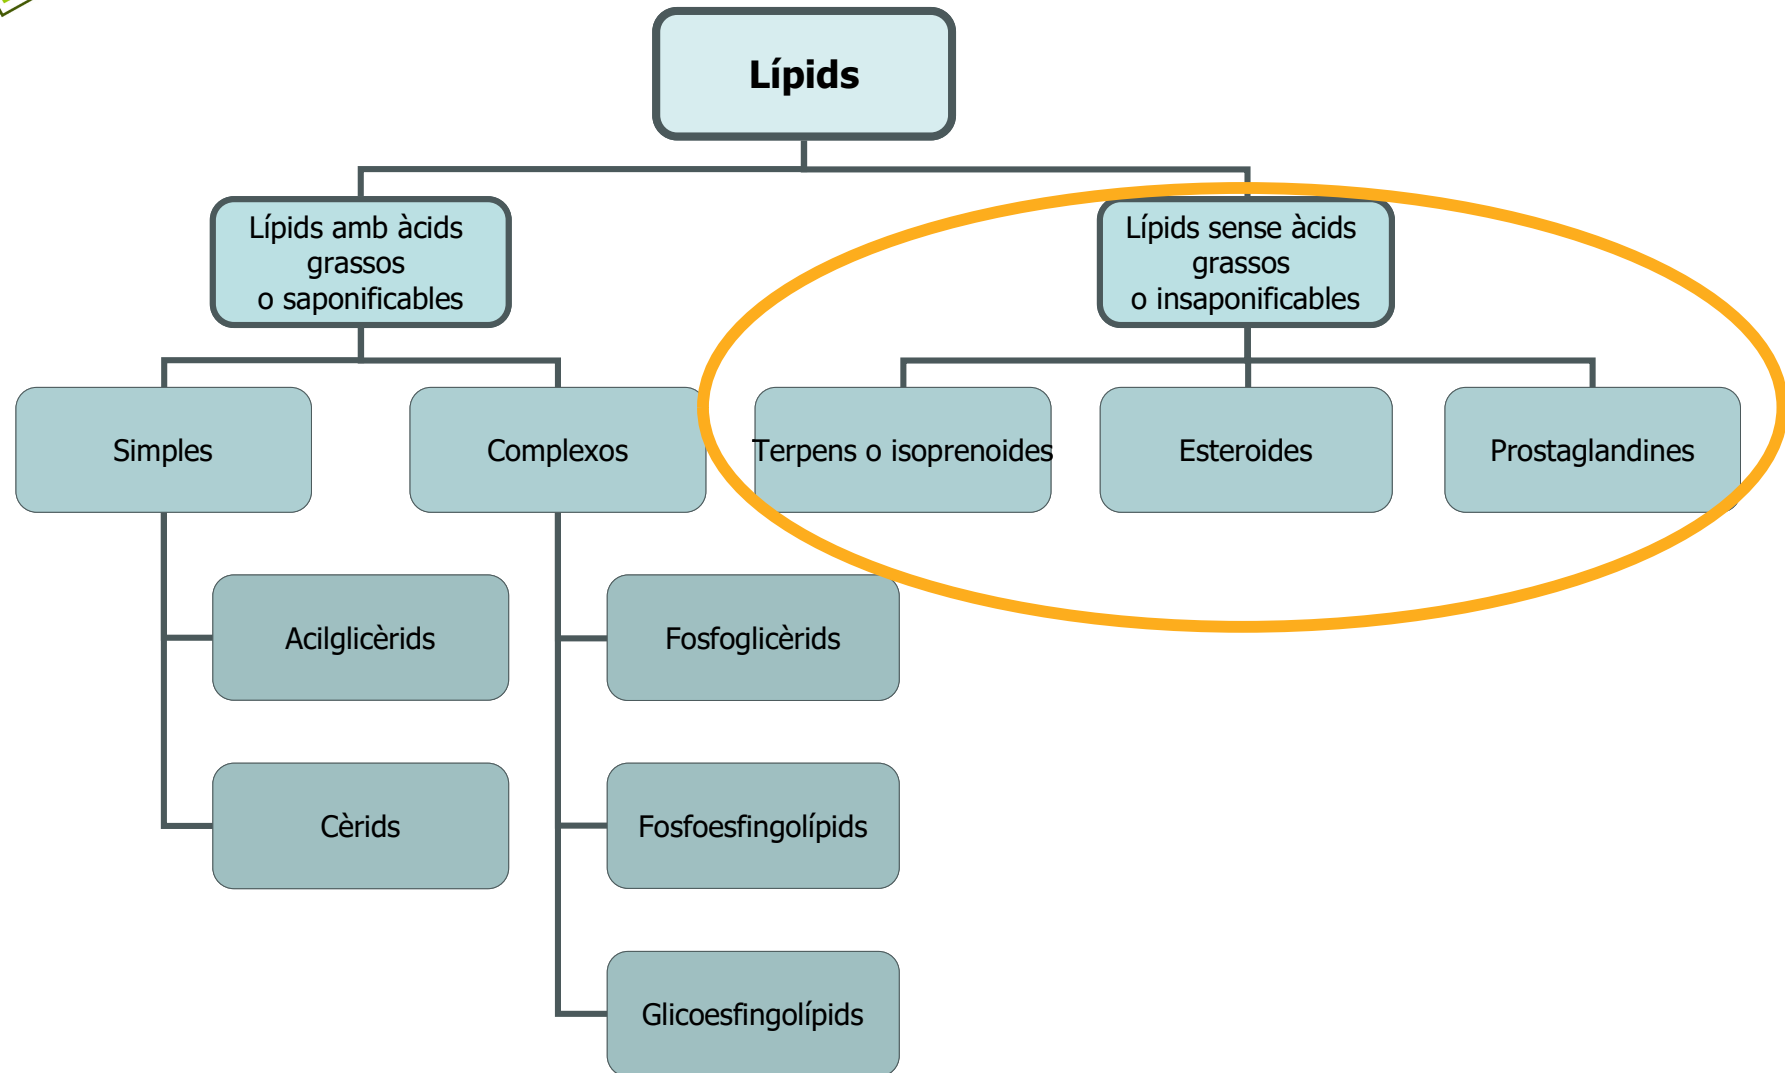 Lípids
Lípids amb àcids
grassos
o saponificables
Lípids sense àcids
grassos
o insaponificables
Simples
Complexos
Terpens o isoprenoides
Esteroides
Prostaglandines
Acilglicèrids
Fosfoglicèrids
Cèrids
Fosfoesfingolípids
Glicoesfingolípids